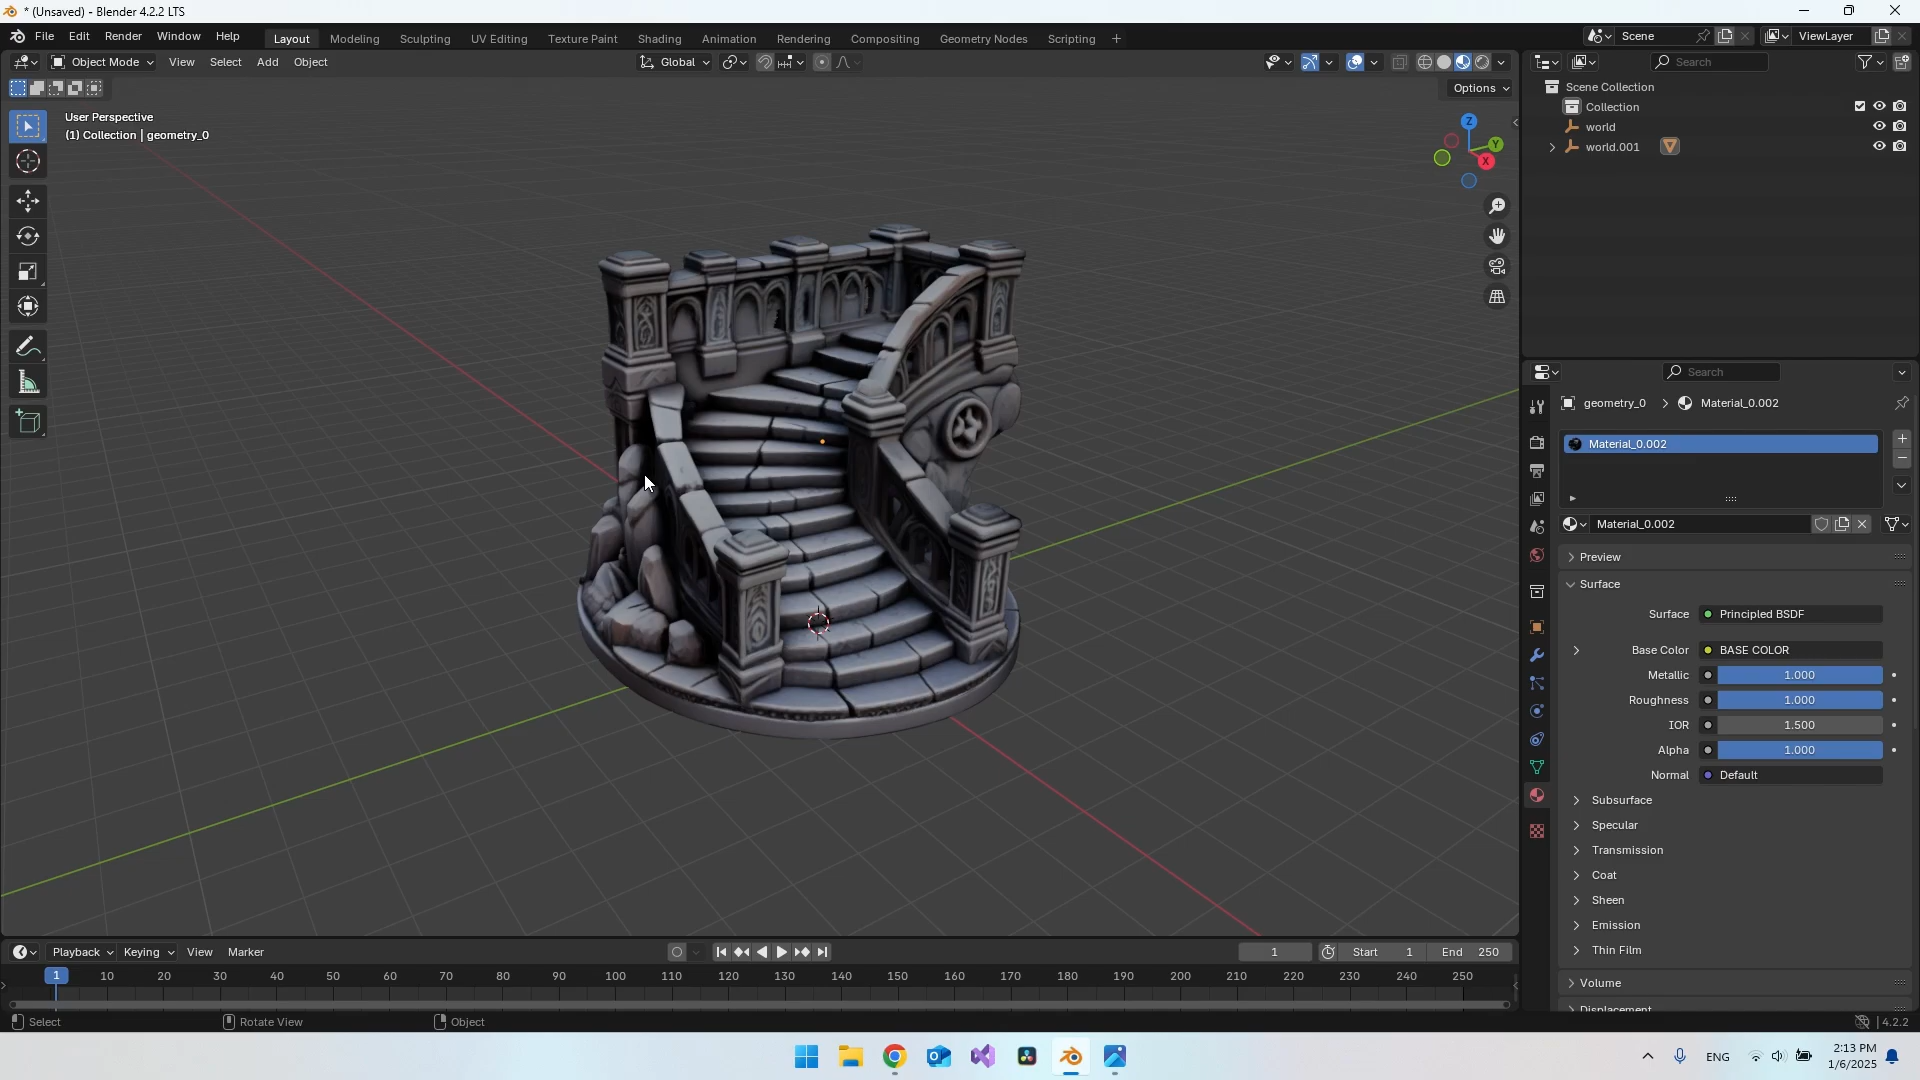 * (Unsaved) - Blender 4.2.2 LTS
File Edit Render Window Help
Layout Modeling Sculpting UV Editing Texture Paint Shading Animation Rendering Compositing Geometry Nodes Scripting +
Scene ViewLayer
Object Mode View Select Add Object
Global
Search
Options
User Perspective
(1) Collection | geometry_0
Z
Y
X
Scene Collection
Collection
world
world.001
Search
geometry_0 Material_0.002
Material_0.002
Material_0.002
Preview
Surface
Surface Principled BSDF
Base Color BASE COLOR
Metallic 1.000
Roughness 1.000
IOR 1.500
Alpha 1.000
Normal Default
Subsurface
Specular
Transmission
Coat
Sheen
Emission
Thin Film
Volume
Displacement
Playback Keying View Marker
1 Start 1 End 250
1 10 20 30 40 50 60 70 80 90 100 110 120 130 140 150 160 170 180 190 200 210 220 230 240 250
Select Rotate View Object
4.2.2
ENG
2:13 PM
1/6/2025